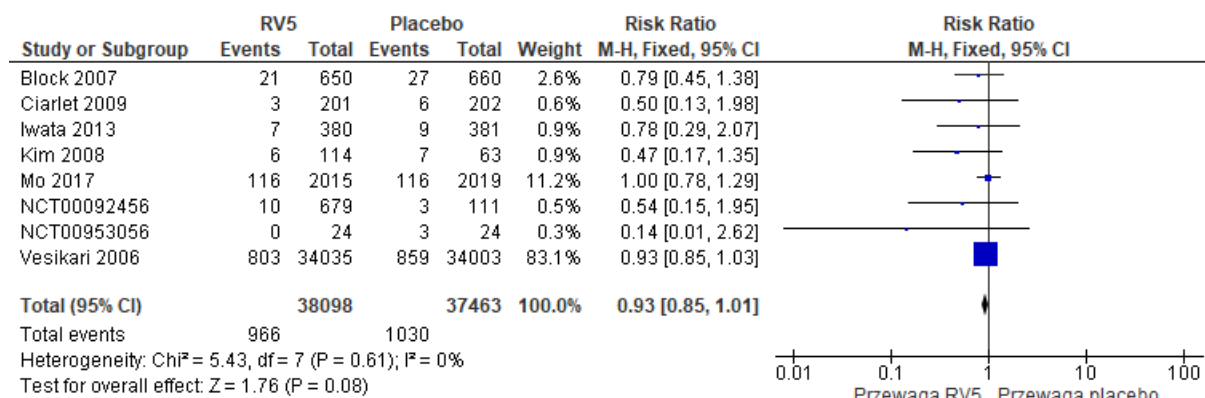 RV5 Placebo Risk Ratio Risk Ratio
Study or Subgroup Events Total Events Total Weight M-H, Fixed, 95% CI M-H, Fixed, 95% CI
Block 2007 21 650 27 660 2.6% 0.79 [0.45, 1.38]
Ciarlet 2009 3 201 6 202 0.6% 0.50 [0.13, 1.98]
Iwata 2013 7 380 9 381 0.9% 0.78 [0.29, 2.07]
Kim 2008 6 114 7 63 0.9% 0.47 [0.17, 1.35]
Mo 2017 116 2015 116 2019 11.2% 1.00 [0.78, 1.29]
NCT00092456 10 679 3 111 0.5% 0.54 [0.15, 1.95]
NCT00953056 0 24 3 24 0.3% 0.14 [0.01, 2.62]
Vesikari 2006 803 34035 859 34003 83.1% 0.93 [0.85, 1.03]
Total (95% CI) 38098 37463 100.0% 0.93 [0.85, 1.01]
Total events 966 1030
Heterogeneity: Chi² = 5.43, df = 7 (P = 0.61); I² = 0%
Test for overall effect: Z = 1.76 (P = 0.08)
0.01 0.1 1 10 100
Przewaga RV5 Przewaga placebo